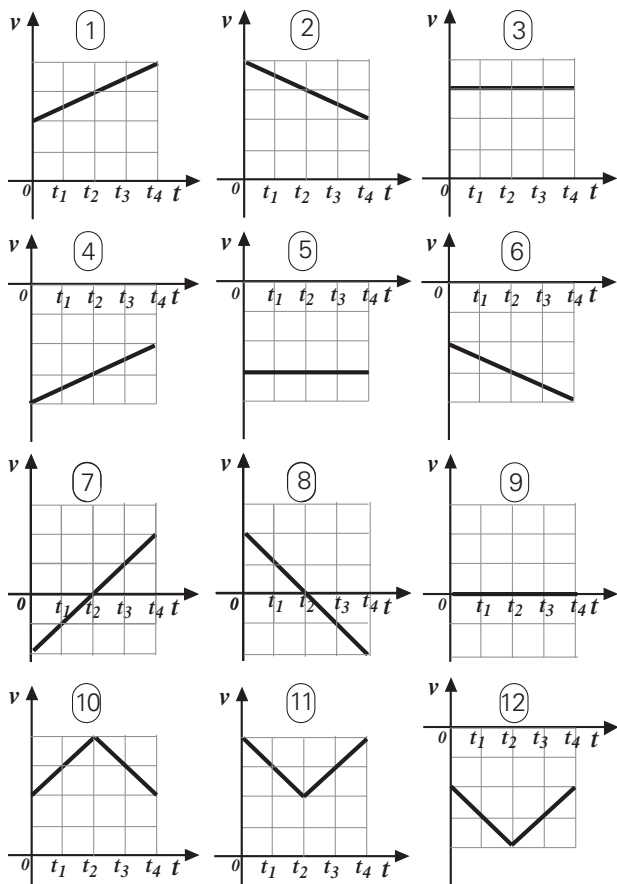 v 1 v 2 v 3
0 t1 t2 t3 t4 t 0 t1 t2 t3 t4 t 0 t1 t2 t3 t4 t
v 4 v 5 v 6
0 t1 t2 t3 t4 t 0 t1 t2 t3 t4 t 0 t1 t2 t3 t4 t
v 7 v 8 v 9
0 t1 t2 t3 t4 t 0 t1 t2 t3 t4 t 0 t1 t2 t3 t4 t
v 10 v 11 v 12
0 t1 t2 t3 t4 t
0 t1 t2 t3 t4 t 0 t1 t2 t3 t4 t